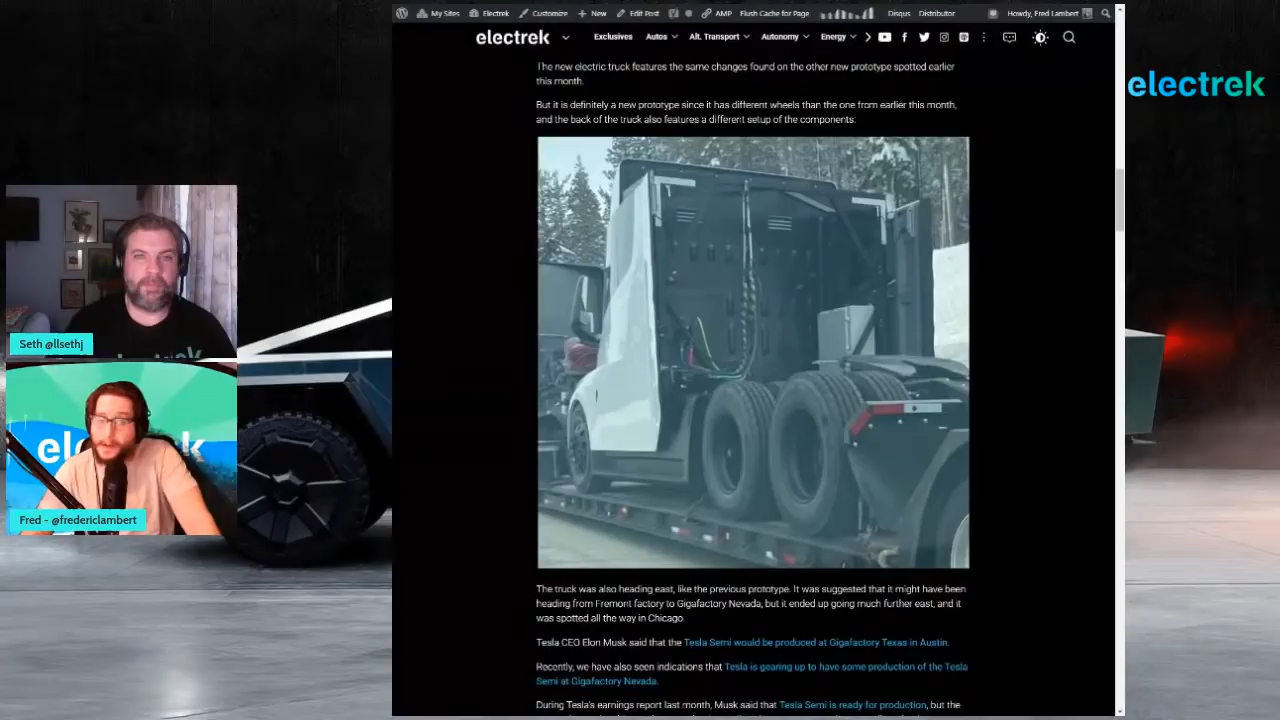 My Sites
Electrek
Customize
New
Edit Post
AMP
Flush Cache for Page
Disqus
Distributor
Howdy, Fred Lambert
electrek
Exclusives
Autos
Alt. Transport
Autonomy
Energy
electrek
The new electric truck features the same changes found on the other new prototype spotted earlier
this month.
But it is definitely a new prototype since it has different wheels than the one from earlier this month,
and the back of the truck also features a different setup of the components:
Seth @llsethj
Fred - @fredericlambert
The truck was also heading east, like the previous prototype. It was suggested that it might have been
heading from Fremont factory to Gigafactory Nevada, but it ended up going much further east, and it
was spotted all the way in Chicago.
Tesla CEO Elon Musk said that the Tesla Semi would be produced at Gigafactory Texas in Austin.
Recently, we have also seen indications that Tesla is gearing up to have some production of the Tesla
Semi at Gigafactory Nevada.
During Tesla's earnings report last month, Musk said that Tesla Semi is ready for production, but the